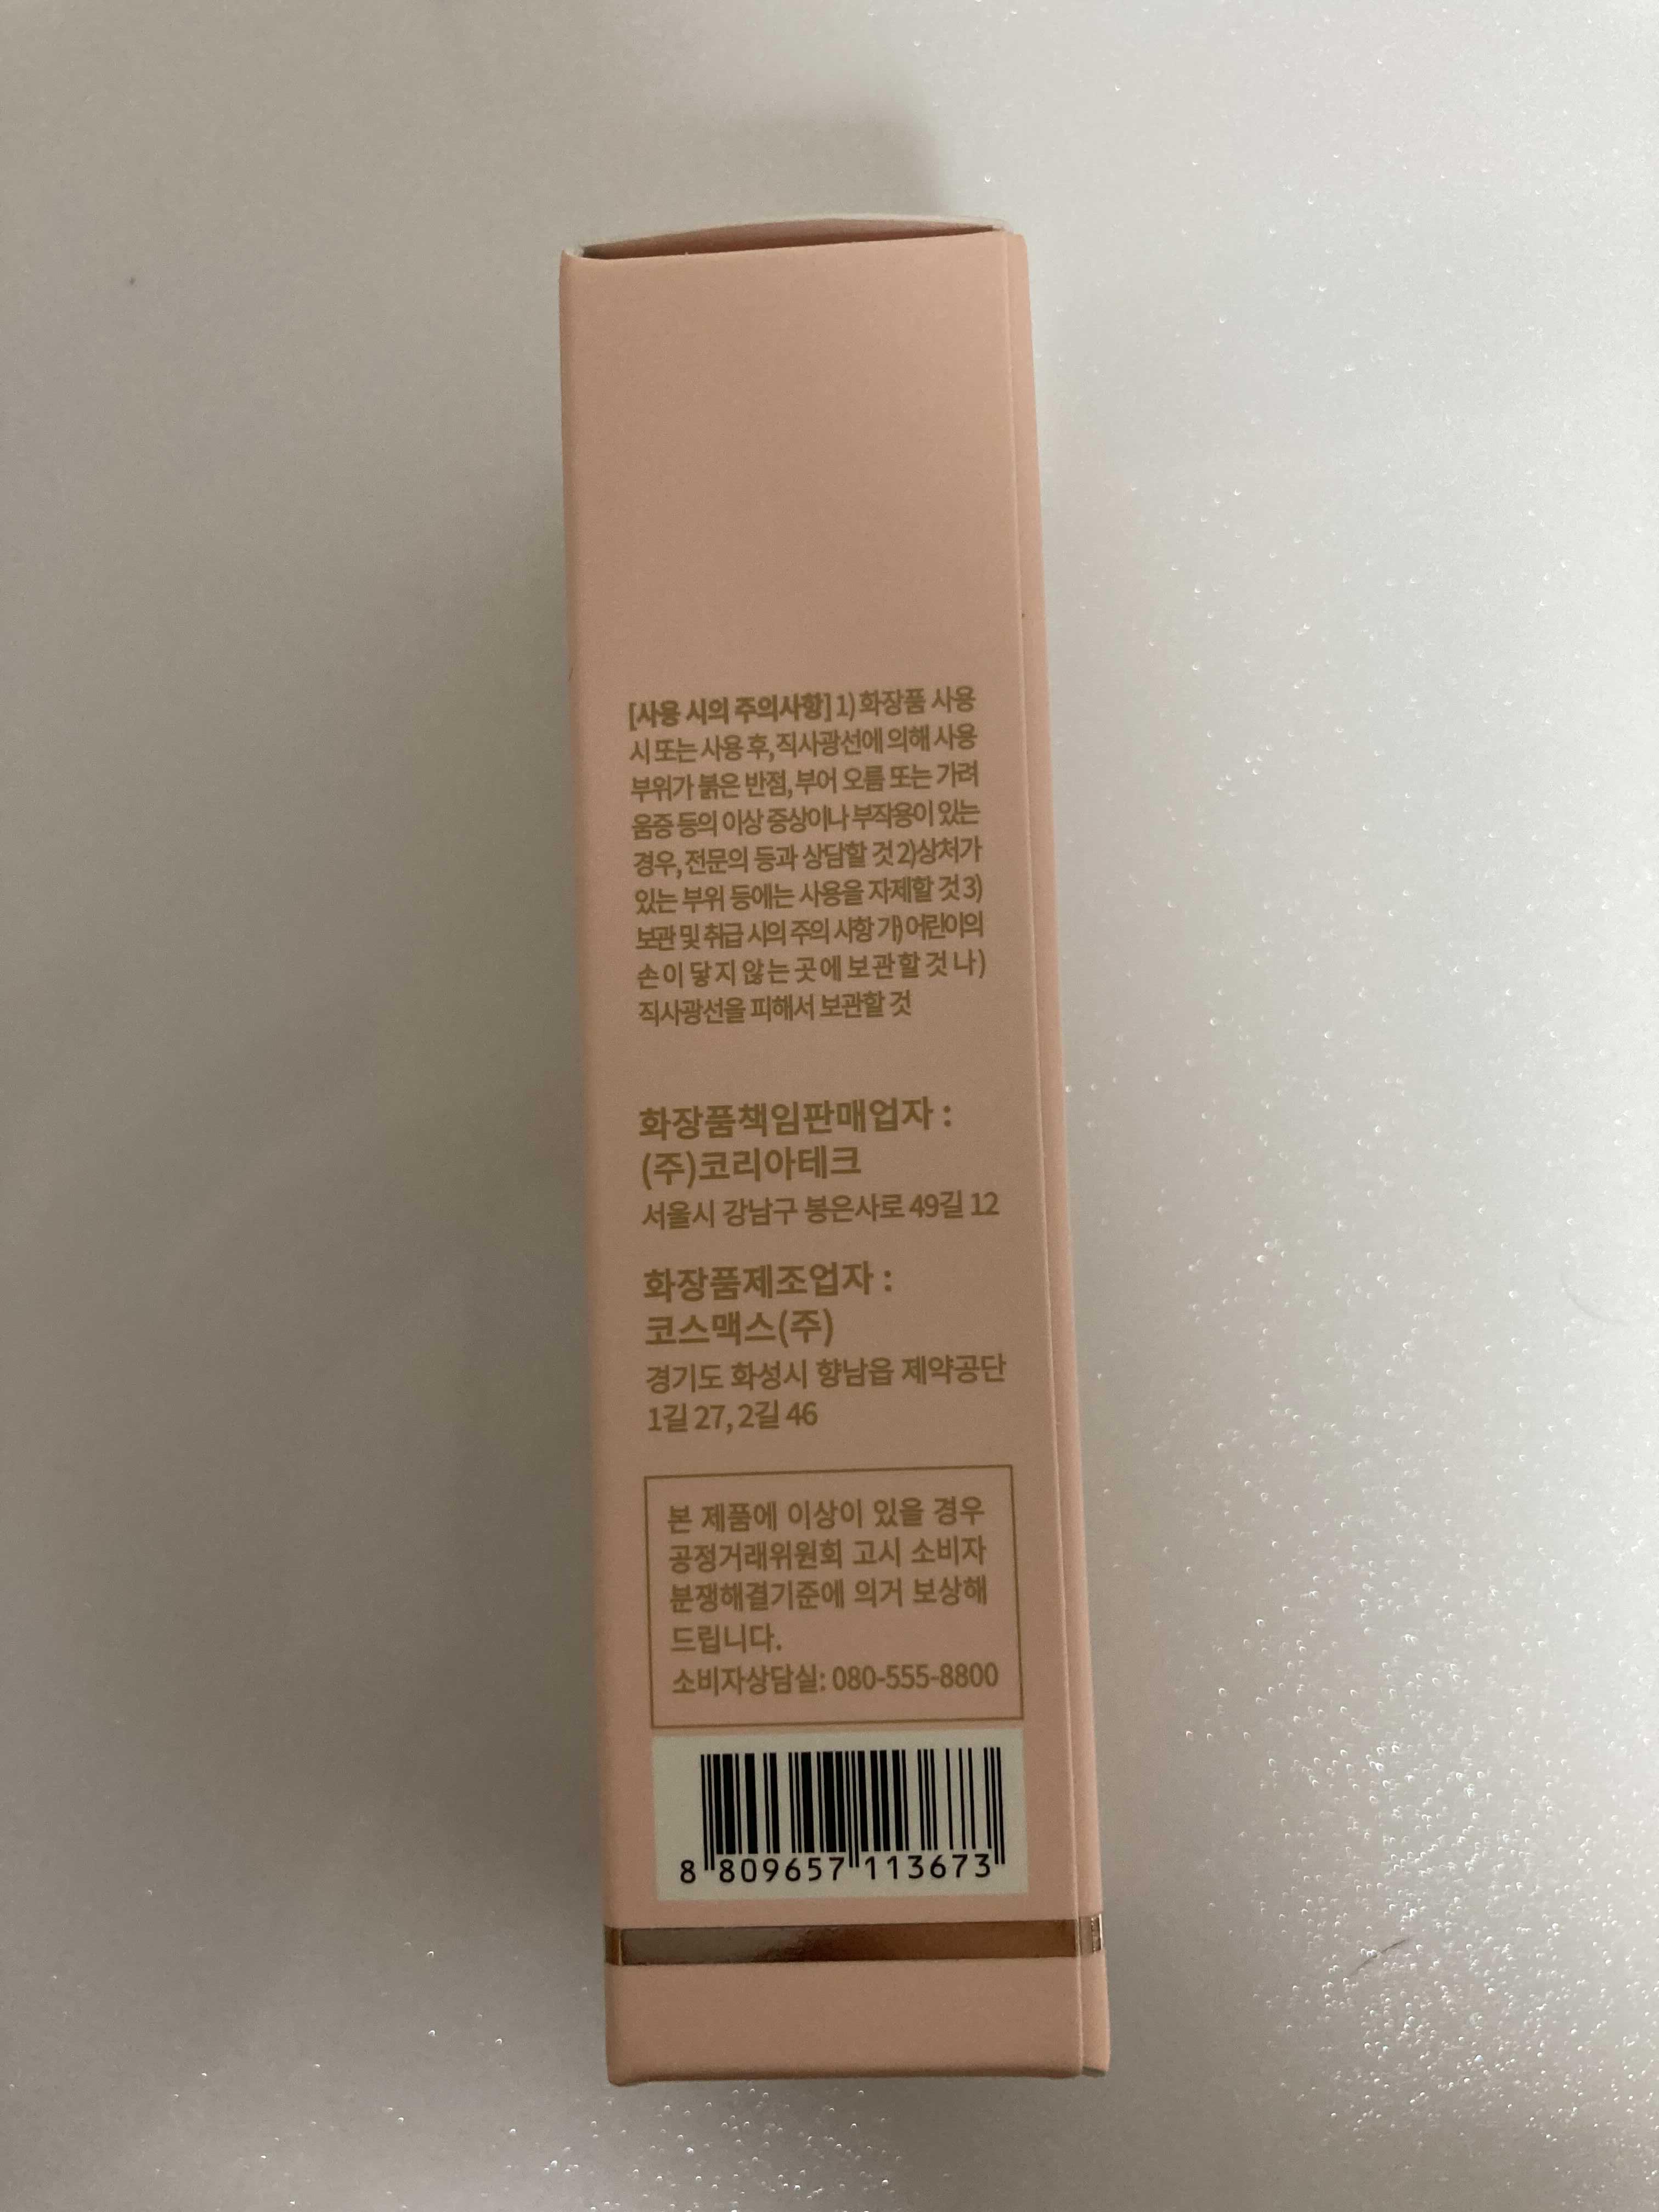 [사용 시의 주의사항] 1) 화장품 사용
시 또는 사용 후, 직사광선에 의해 사용
부위가 붉은 반점, 부어 오름 또는 가려
움증 등의 이상 증상이나 부작용이 있는
경우, 전문의 등과 상담할 것 2)상처가
있는 부위 등에는 사용을 자제할 것 3)
보관 및 취급 시의 주의 사항 가) 어린이의
손이 닿지 않는 곳에 보관할 것 나)
직사광선을 피해서 보관할 것
화장품책임판매업자 :
(주)코리아테크
서울시 강남구 봉은사로 49길 12
화장품제조업자 :
코스맥스(주)
경기도 화성시 향남읍 제약공단
1길 27, 2길 46
본 제품에 이상이 있을 경우
공정거래위원회 고시 소비자
분쟁해결기준에 의거 보상해
드립니다.
소비자상담실: 080-555-8800
8 809657 113673